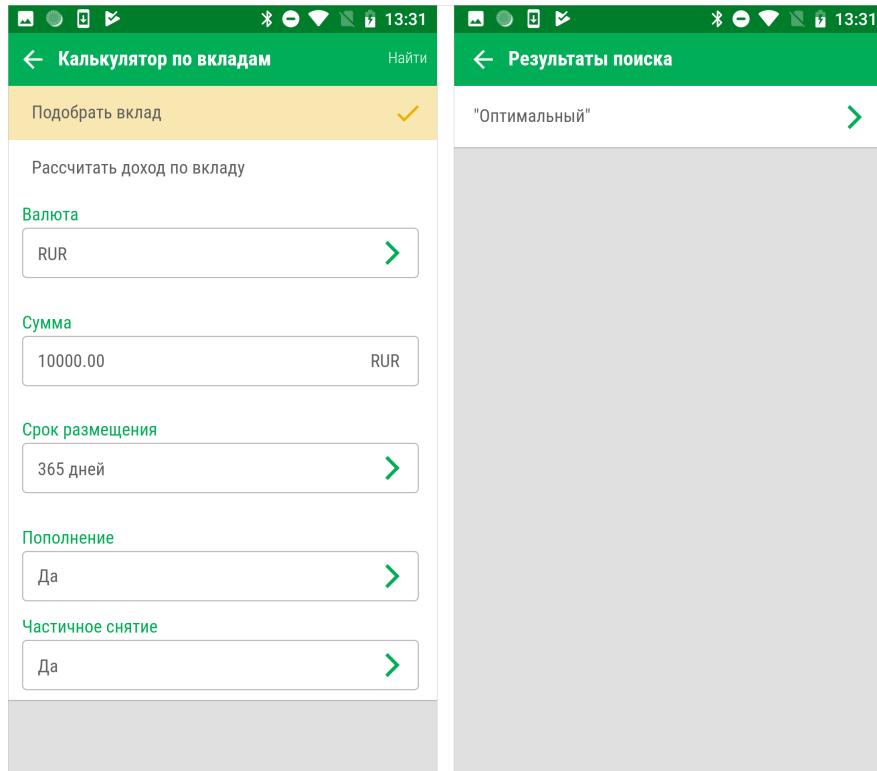 13:31
Калькулятор по вкладам Найти
Подобрать вклад
Рассчитать доход по вкладу
Валюта
RUR
Сумма
10000.00 RUR
Срок размещения
365 дней
Пополнение
Да
Частичное снятие
Да
13:31
Результаты поиска
"Оптимальный"